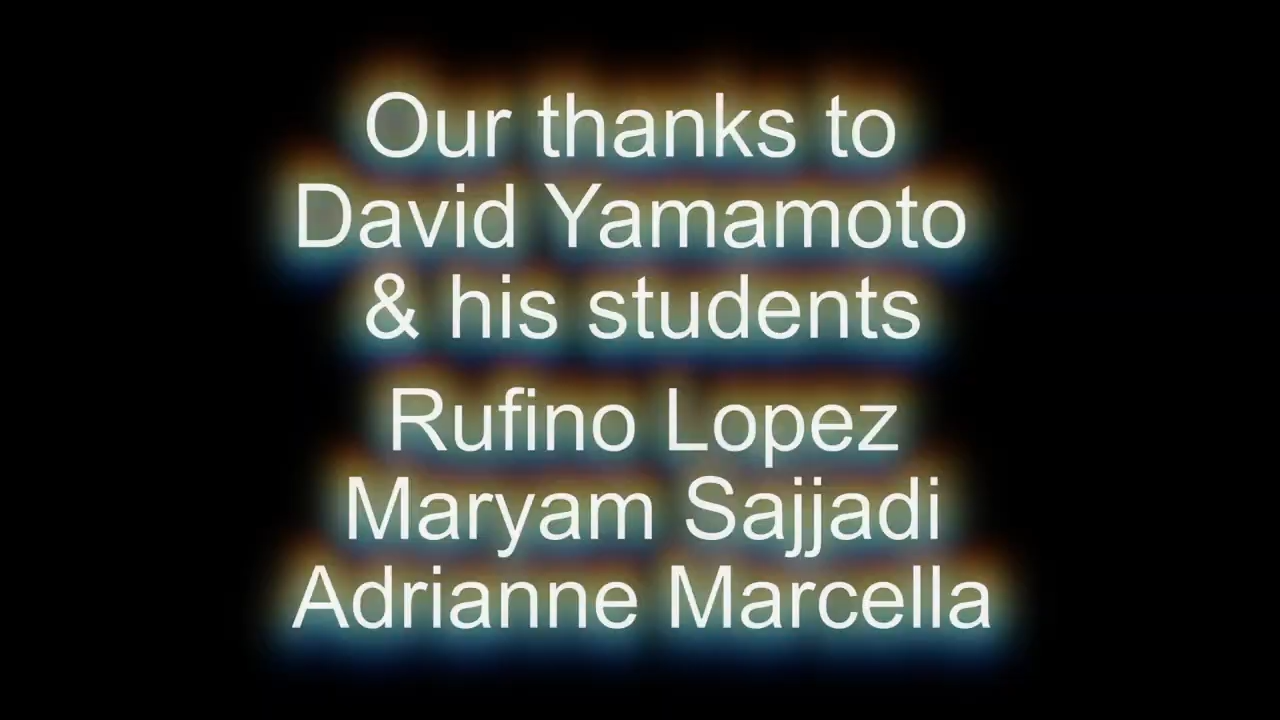 Our thanks to
David Yamamoto
& his students
Rufino Lopez
Maryam Sajjadi
Adrianne Marcella